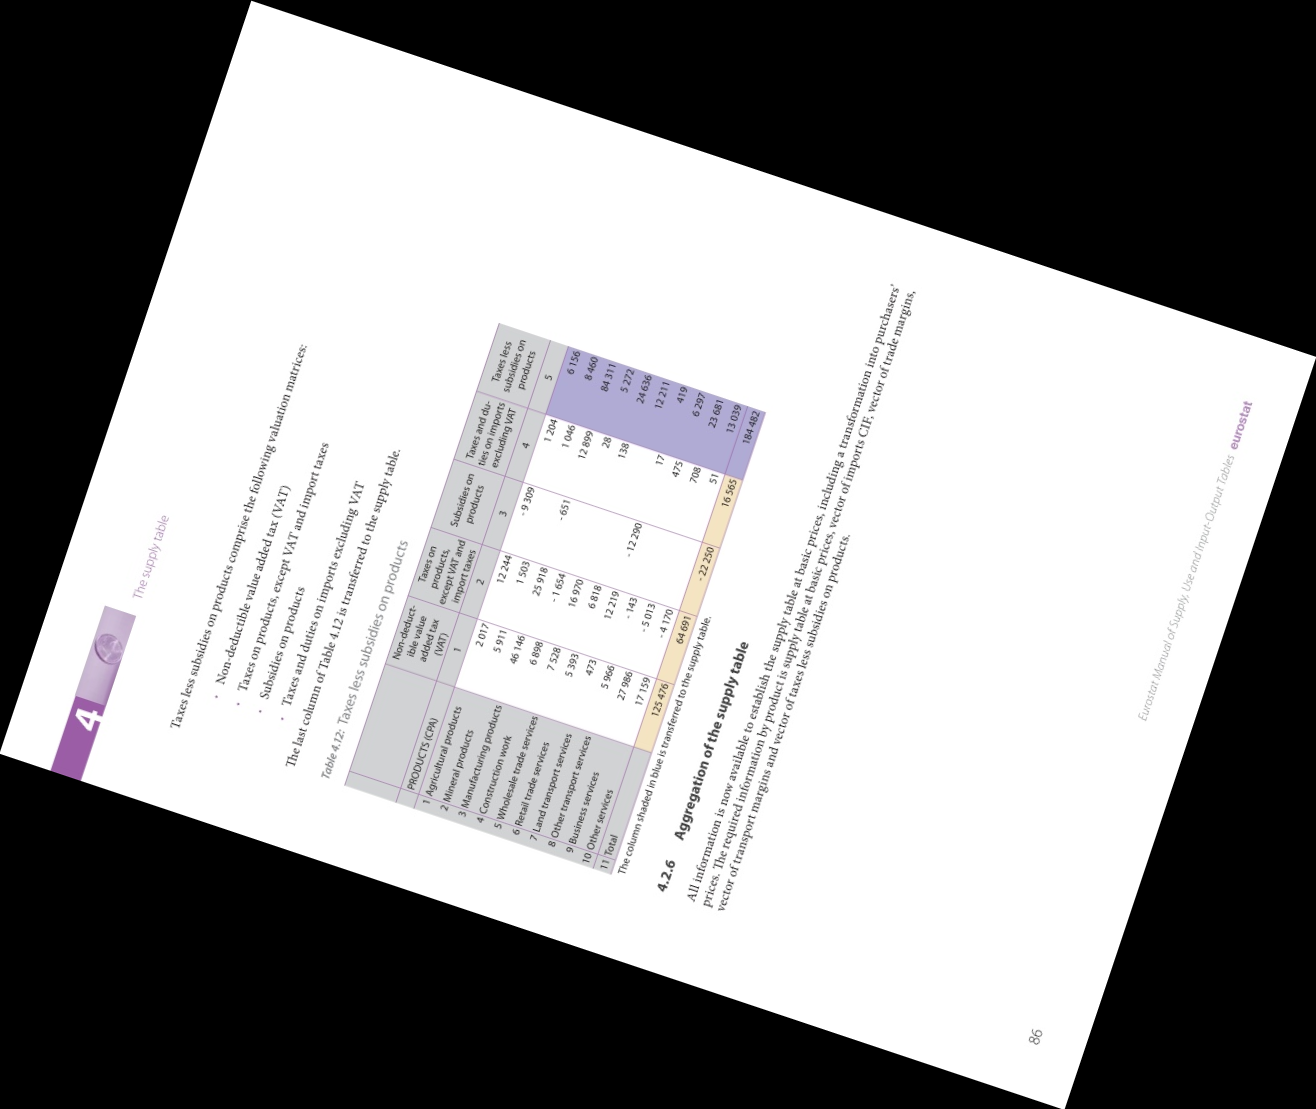 4
The supply table
Taxes less subsidies on products comprise the following valuation matrices:
· Non-deductible value added tax (VAT)
· Taxes on products, except VAT and import taxes
· Subsidies on products
· Taxes and duties on imports excluding VAT
The last column of Table 4.12 is transferred to the supply table.
Table 4.12: Taxes less subsidies on products
Non-deduct-ible value added tax (VAT) Taxes on products, except VAT and import taxes Subsidies on products Taxes and du-ties on imports excluding VAT Taxes less subsidies on products
PRODUCTS (CPA) 1 2 3 4 5
1 Agricultural products 2 017 12 244 - 9 309 1 204 6 156
2 Mineral products 5 911 1 503 1 046 8 460
3 Manufacturing products 46 146 25 918 - 651 12 899 84 311
4 Construction work 6 898 - 1 654 28 5 272
5 Wholesale trade services 7 528 16 970 138 24 636
6 Retail trade services 5 393 6 818 12 211
7 Land transport services 473 12 219 - 12 290 17 419
8 Other transport services 5 966 - 143 475 6 297
9 Business services 27 986 - 5 013 708 23 681
10 Other services 17 159 - 4 170 51 13 039
11 Total 125 476 64 691 - 22 250 16 565 184 482
The column shaded in blue is transferred to the supply table.
4.2.6 Aggregation of the supply table
All information is now available to establish the supply table at basic prices, including a transformation into purchasers'
prices. The required information by product is supply table at basic prices, vector of imports CIF, vector of trade margins,
vector of transport margins and vector of taxes less subsidies on products.
86
Eurostat Manual of Supply, Use and Input-Output Tables eurostat